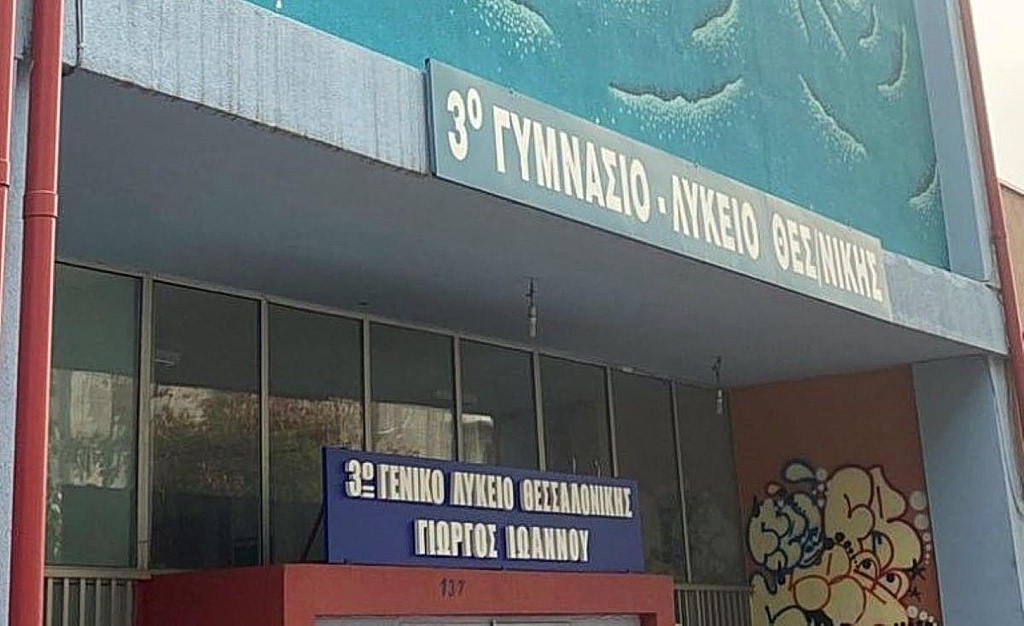 3ο ΓΥΜΝΑΣΙΟ - ΛΥΚΕΙΟ ΘΕΣ/ΝΙΚΗΣ
3ο ΓΕΝΙΚΟ ΛΥΚΕΙΟ ΘΕΣΣΑΛΟΝΙΚΗΣ
ΓΙΩΡΓΟΣ ΙΩΑΝΝΟΥ
137